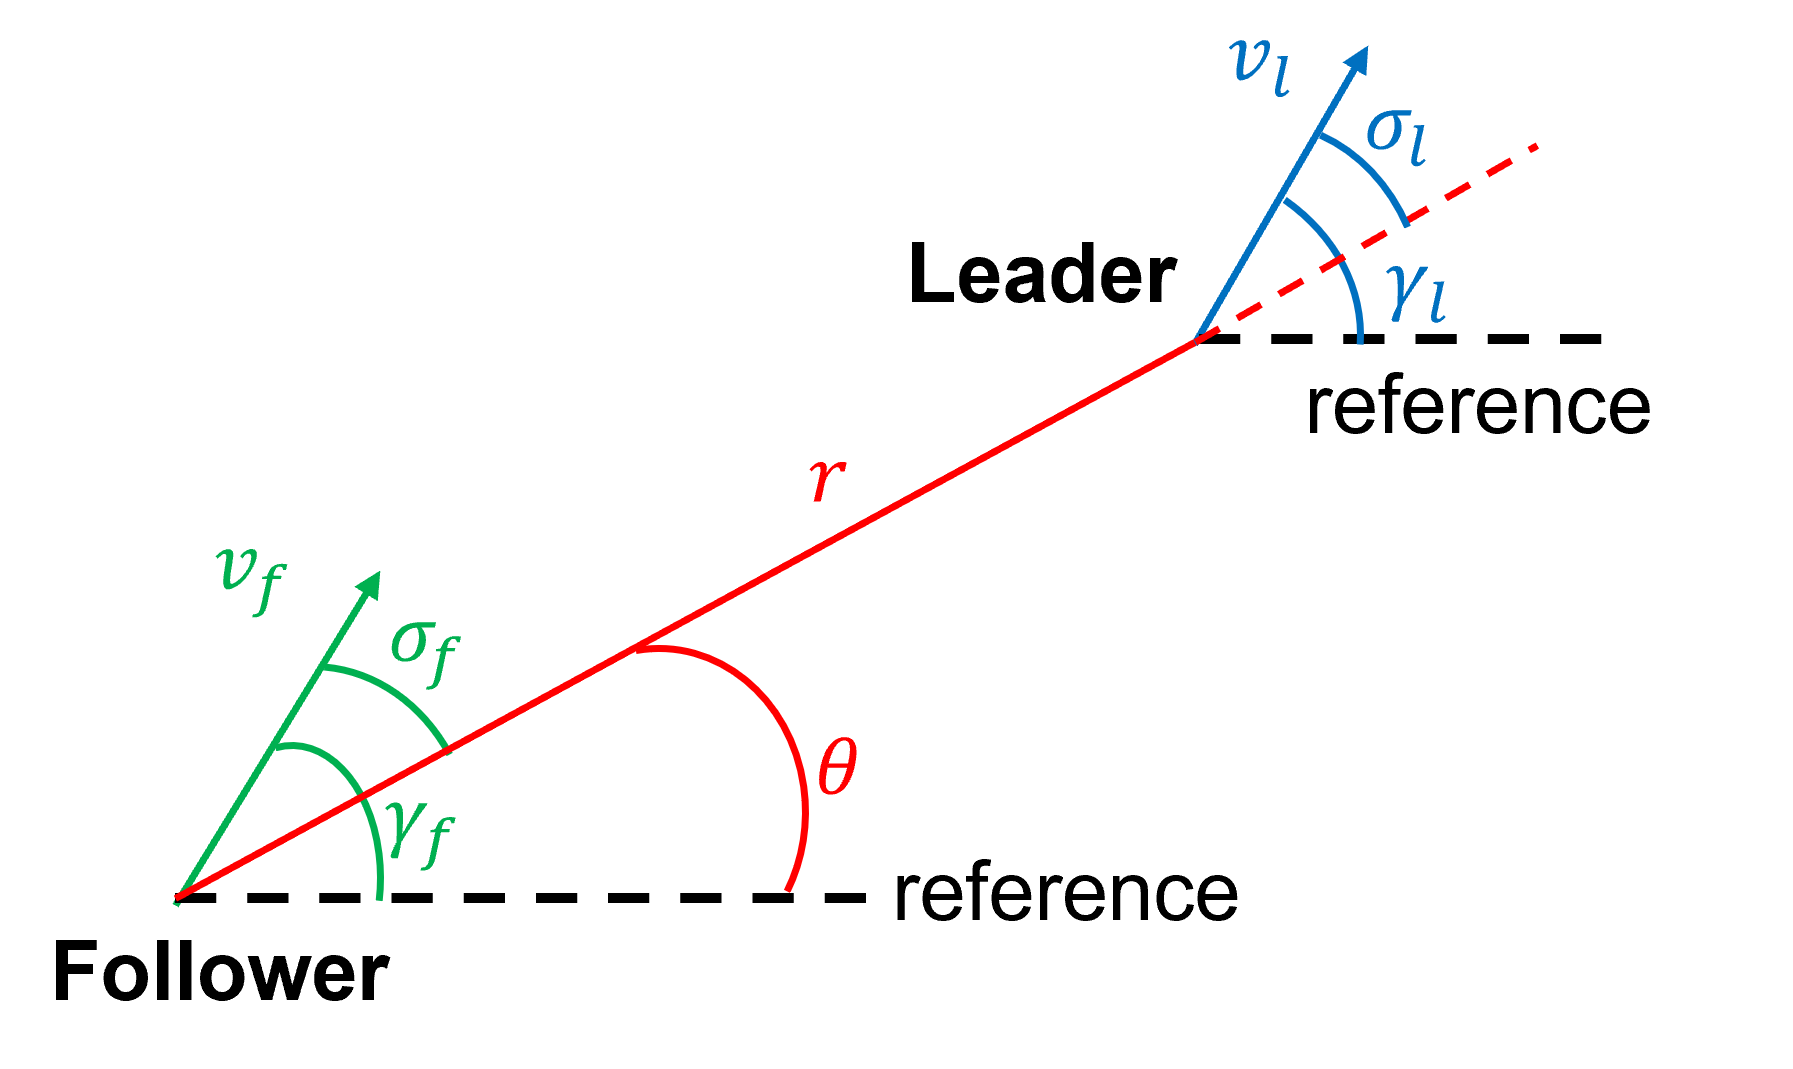 v_l
σ_l
Leader
γ_l
reference
r
v_f
σ_f
θ
γ_f
reference
Follower